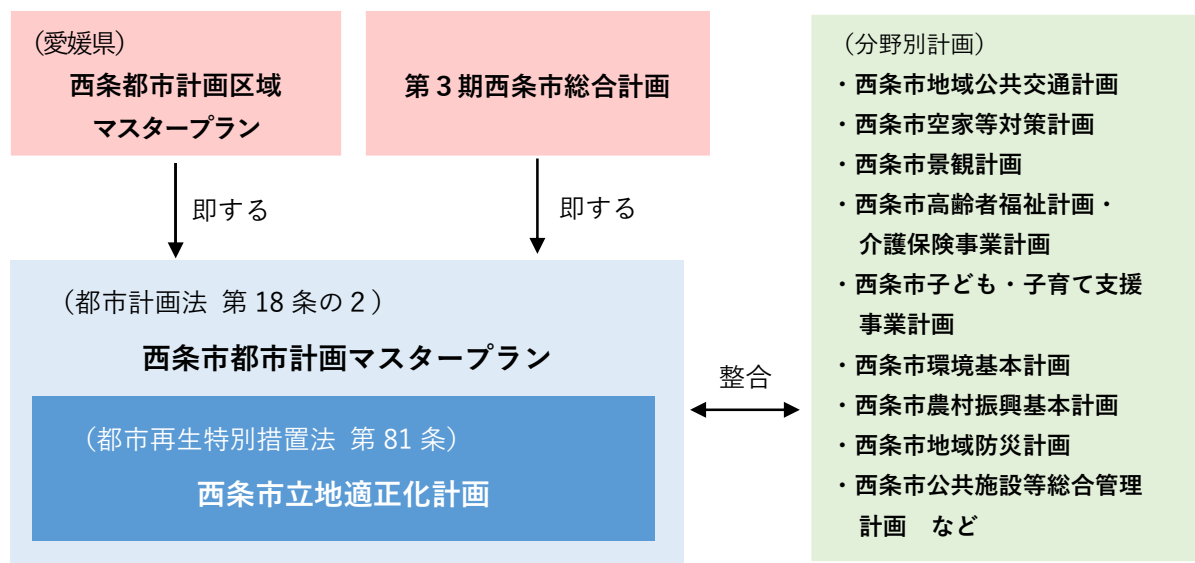 （愛媛県）
西条都市計画区域
マスタープラン
第３期西条市総合計画
即する
即する
（都市計画法 第 18 条の２）
西条市都市計画マスタープラン
（都市再生特別措置法 第 81 条）
西条市立地適正化計画
整合
（分野別計画）
・西条市地域公共交通計画
・西条市空家等対策計画
・西条市景観計画
・西条市高齢者福祉計画・
介護保険事業計画
・西条市子ども・子育て支援
事業計画
・西条市環境基本計画
・西条市農村振興基本計画
・西条市地域防災計画
・西条市公共施設等総合管理
計画　など